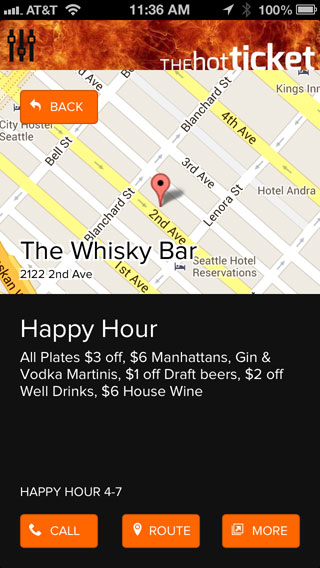 AT&T 11:36 AM 100%
THEhotticket
BACK
Kings Inn
City Hostel
Seattle
2nd Ave
Blanchard St
4th Ave
Bell St
3rd Ave
Hotel Andra
Blanchard St
Lenora St
2nd Ave
The Whisky Bar
2122 2nd Ave
1st Ave
Seattle Hotel
Reservations
Happy Hour
All Plates $3 off, $6 Manhattans, Gin &
Vodka Martinis, $1 off Draft beers, $2 off
Well Drinks, $6 House Wine
HAPPY HOUR 4-7
CALL ROUTE MORE